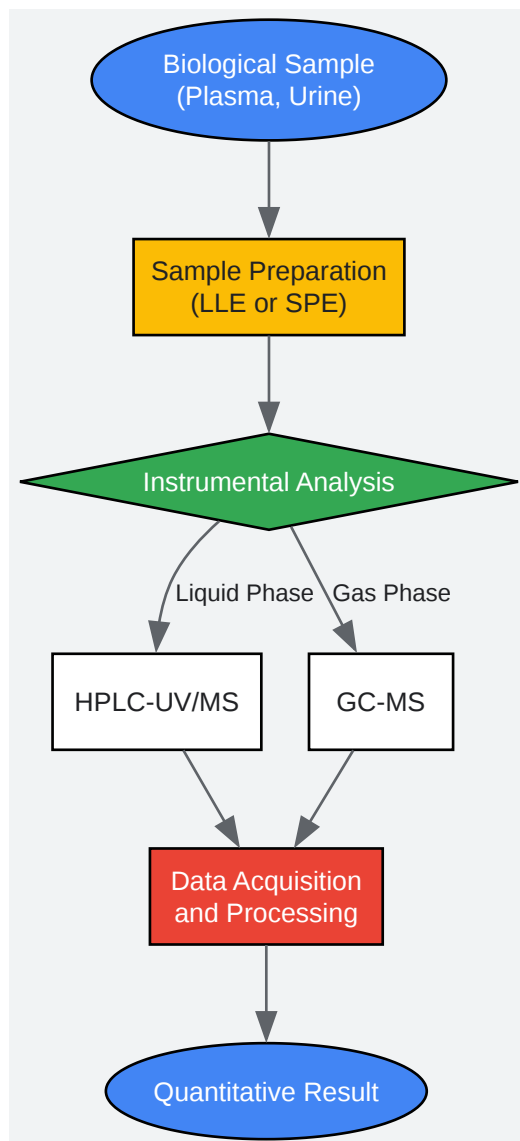 Biological Sample
(Plasma, Urine)
Sample Preparation
(LLE or SPE)
Instrumental Analysis
Liquid Phase
Gas Phase
HPLC-UV/MS
GC-MS
Data Acquisition
and Processing
Quantitative Result